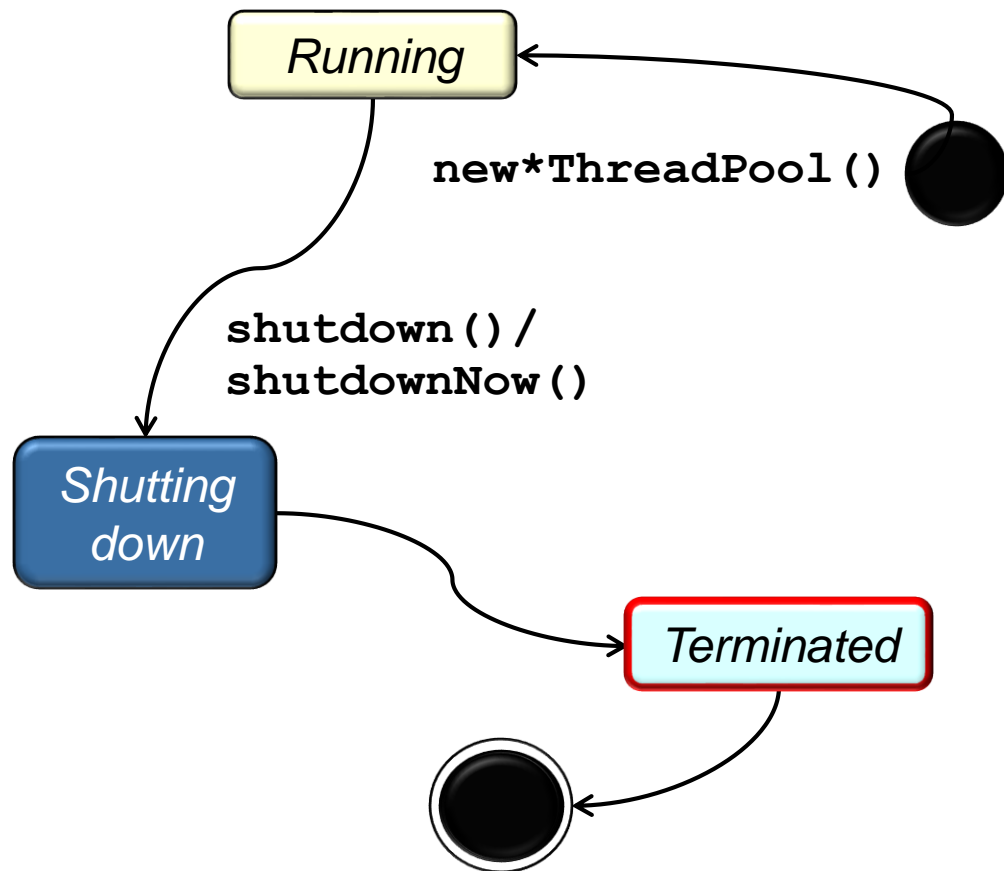 Running
new*ThreadPool()
shutdown()/
shutdownNow()
Shutting
down
Terminated